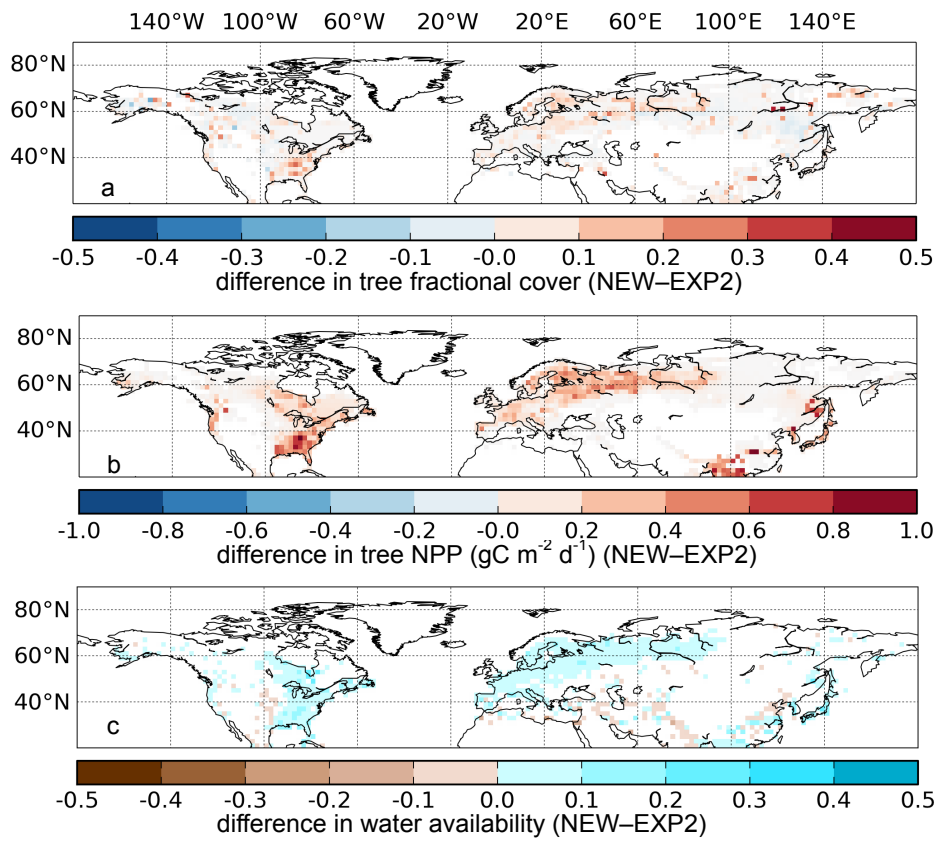 140°W 100°W 60°W 20°W 20°E 60°E 100°E 140°E
80°N
60°N
40°N
a
-0.5 -0.4 -0.3 -0.2 -0.1 -0.0 0.1 0.2 0.3 0.4 0.5
difference in tree fractional cover (NEW–EXP2)
80°N
60°N
40°N
b
-1.0 -0.8 -0.6 -0.4 -0.2 -0.0 0.2 0.4 0.6 0.8 1.0
difference in tree NPP (gC m⁻² d⁻¹) (NEW–EXP2)
80°N
60°N
40°N
c
-0.5 -0.4 -0.3 -0.2 -0.1 0.0 0.1 0.2 0.3 0.4 0.5
difference in water availability (NEW–EXP2)